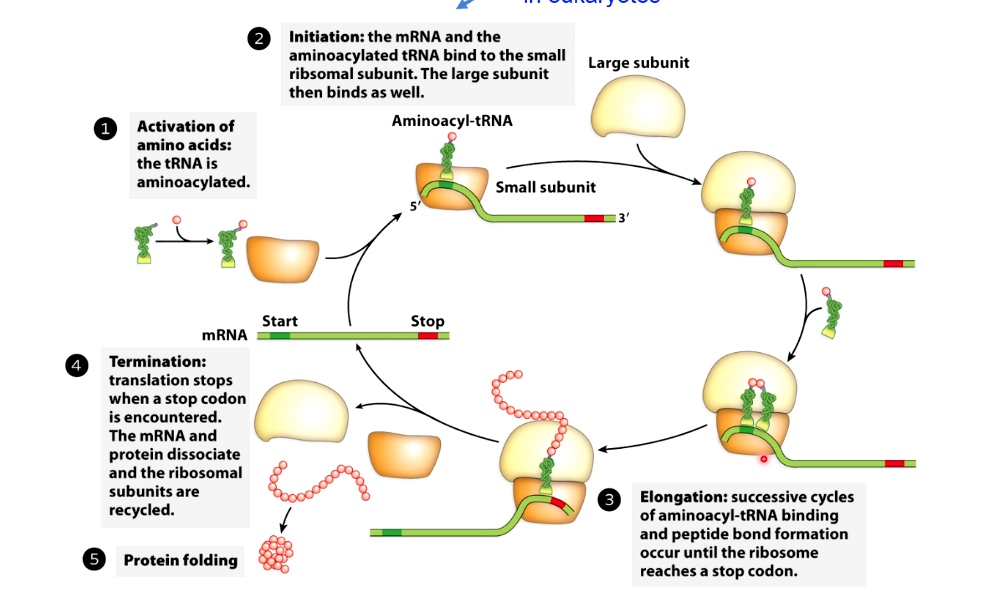 in eukaryotes
2
Initiation: the mRNA and the
aminoacylated tRNA bind to the small
ribsomal subunit. The large subunit
then binds as well.
Large subunit
1
Activation of
amino acids:
the tRNA is
aminoacylated.
Aminoacyl-tRNA
Small subunit
5′
3′
mRNA
Start
Stop
4
Termination:
translation stops
when a stop codon
is encountered.
The mRNA and
protein dissociate
and the ribosomal
subunits are
recycled.
3
Elongation: successive cycles
of aminoacyl-tRNA binding
and peptide bond formation
occur until the ribosome
reaches a stop codon.
5
Protein folding